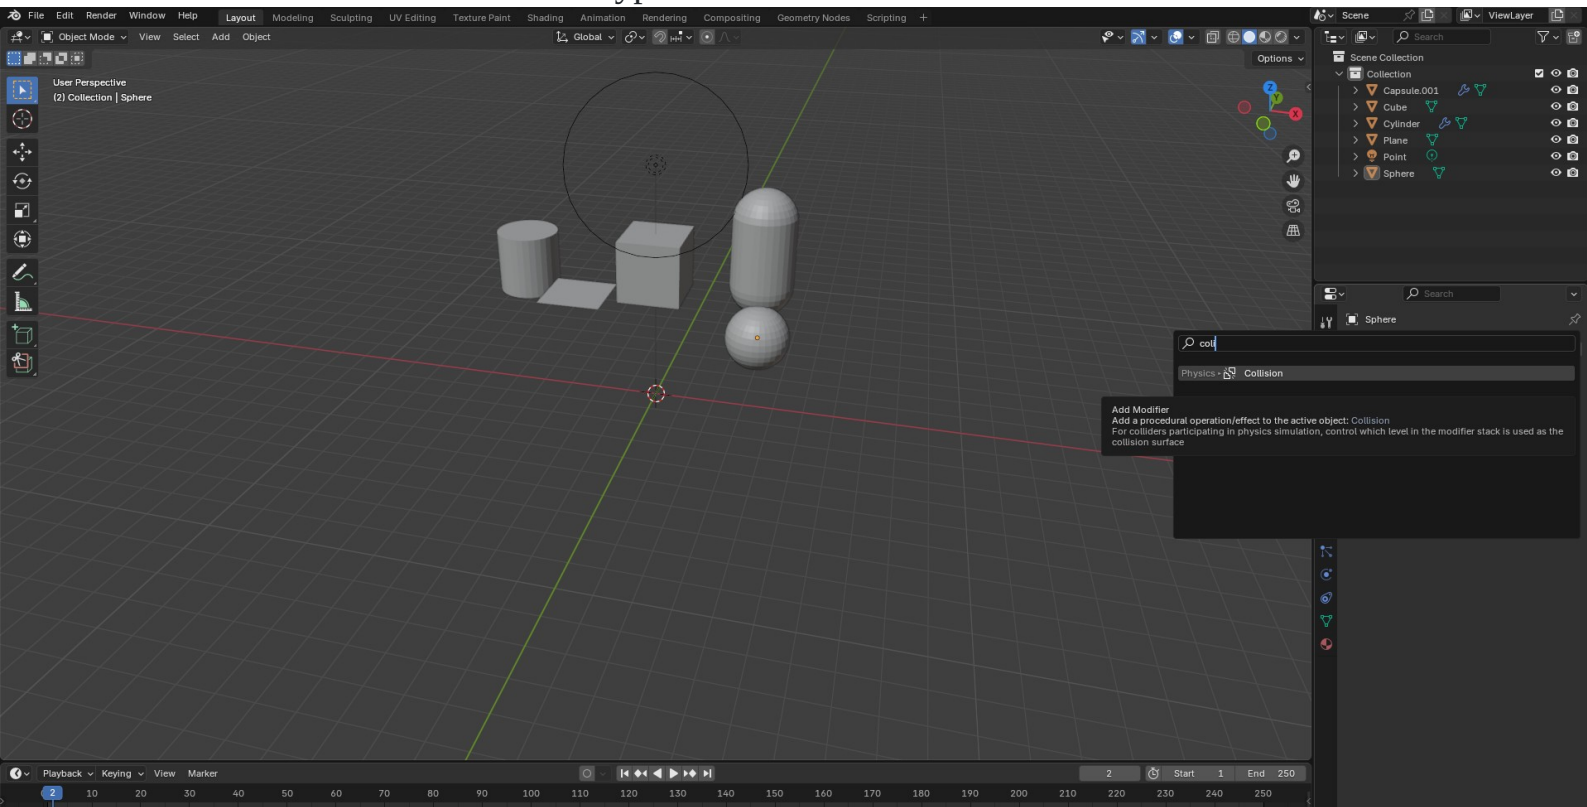 File Edit Render Window Help Layout Modeling Sculpting UV Editing Texture Paint Shading Animation Rendering Compositing Geometry Nodes Scripting + Scene ViewLayer
Object Mode View Select Add Object Global Search
Options
User Perspective
(2) Collection | Sphere
Z
Y
X
Scene Collection
Collection
Capsule.001
Cube
Cylinder
Plane
Point
Sphere
Search
Sphere
coli
Physics Collision
Add Modifier
Add a procedural operation/effect to the active object: Collision
For colliders participating in physics simulation, control which level in the modifier stack is used as the
collision surface
Playback Keying View Marker 2 Start 1 End 250
2 10 20 30 40 50 60 70 80 90 100 110 120 130 140 150 160 170 180 190 200 210 220 230 240 250